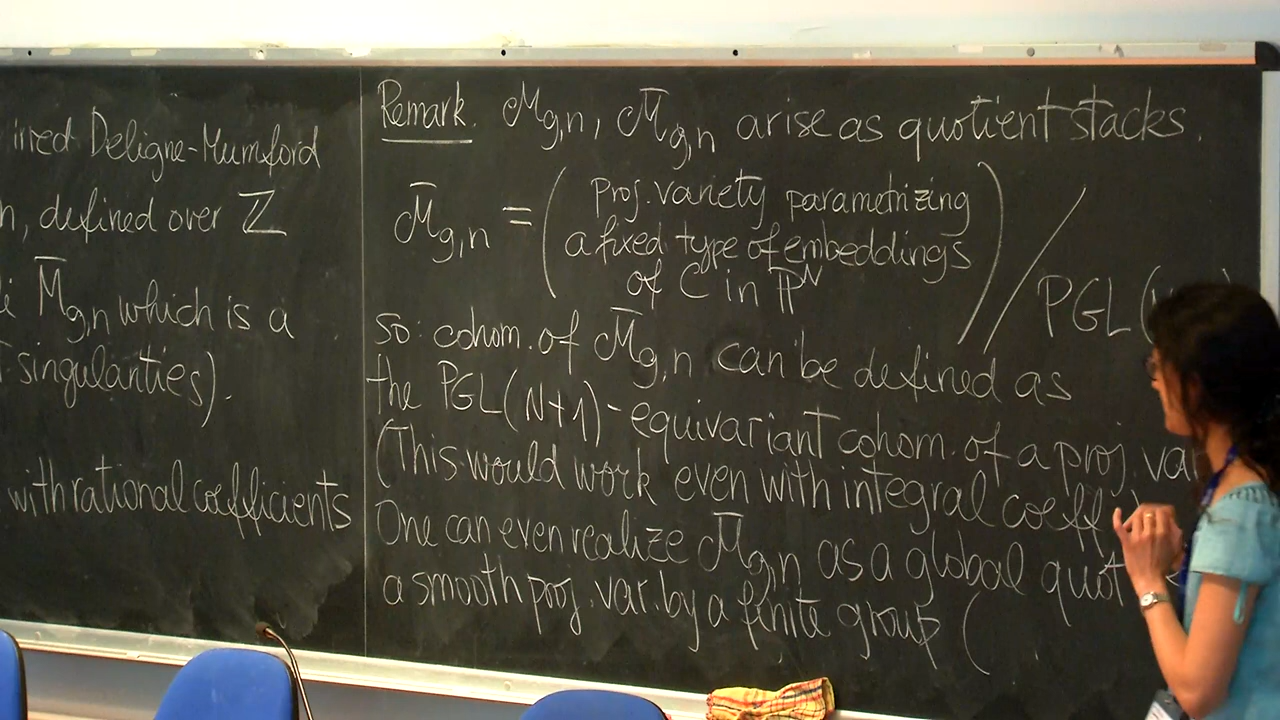 Deligne-Mumford
defined over ℤ
M̄g,n which is a
singularities).
with rational coefficients
Remark. Mg,n, M̄g,n arise as quotient stacks.
M̄g,n = ( proj. variety parametrizing
a fixed type of embeddings
of C in ℙᴺ ) / PGL(
so: cohom. of M̄g,n can be defined as
the PGL(N+1)-equivariant cohom. of a proj.
(This would work even with integral coeff
One can even realize M̄g,n as a global quot
a smooth proj. var. by a finite group (